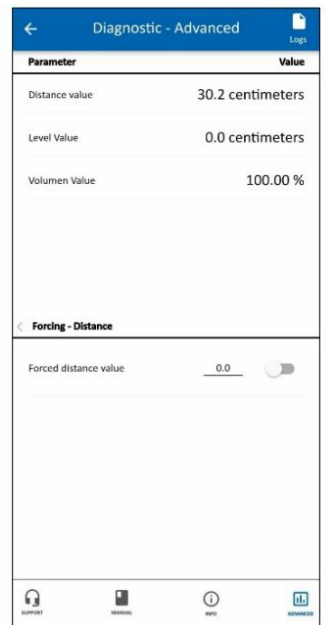 Diagnostic - Advanced
Logs
Parameter Value
Distance value 30.2 centimeters
Level Value 0.0 centimeters
Volumen Value 100.00 %
Forcing - Distance
Forced distance value 0.0
SUPPORT MANUAL INFO ADVANCED